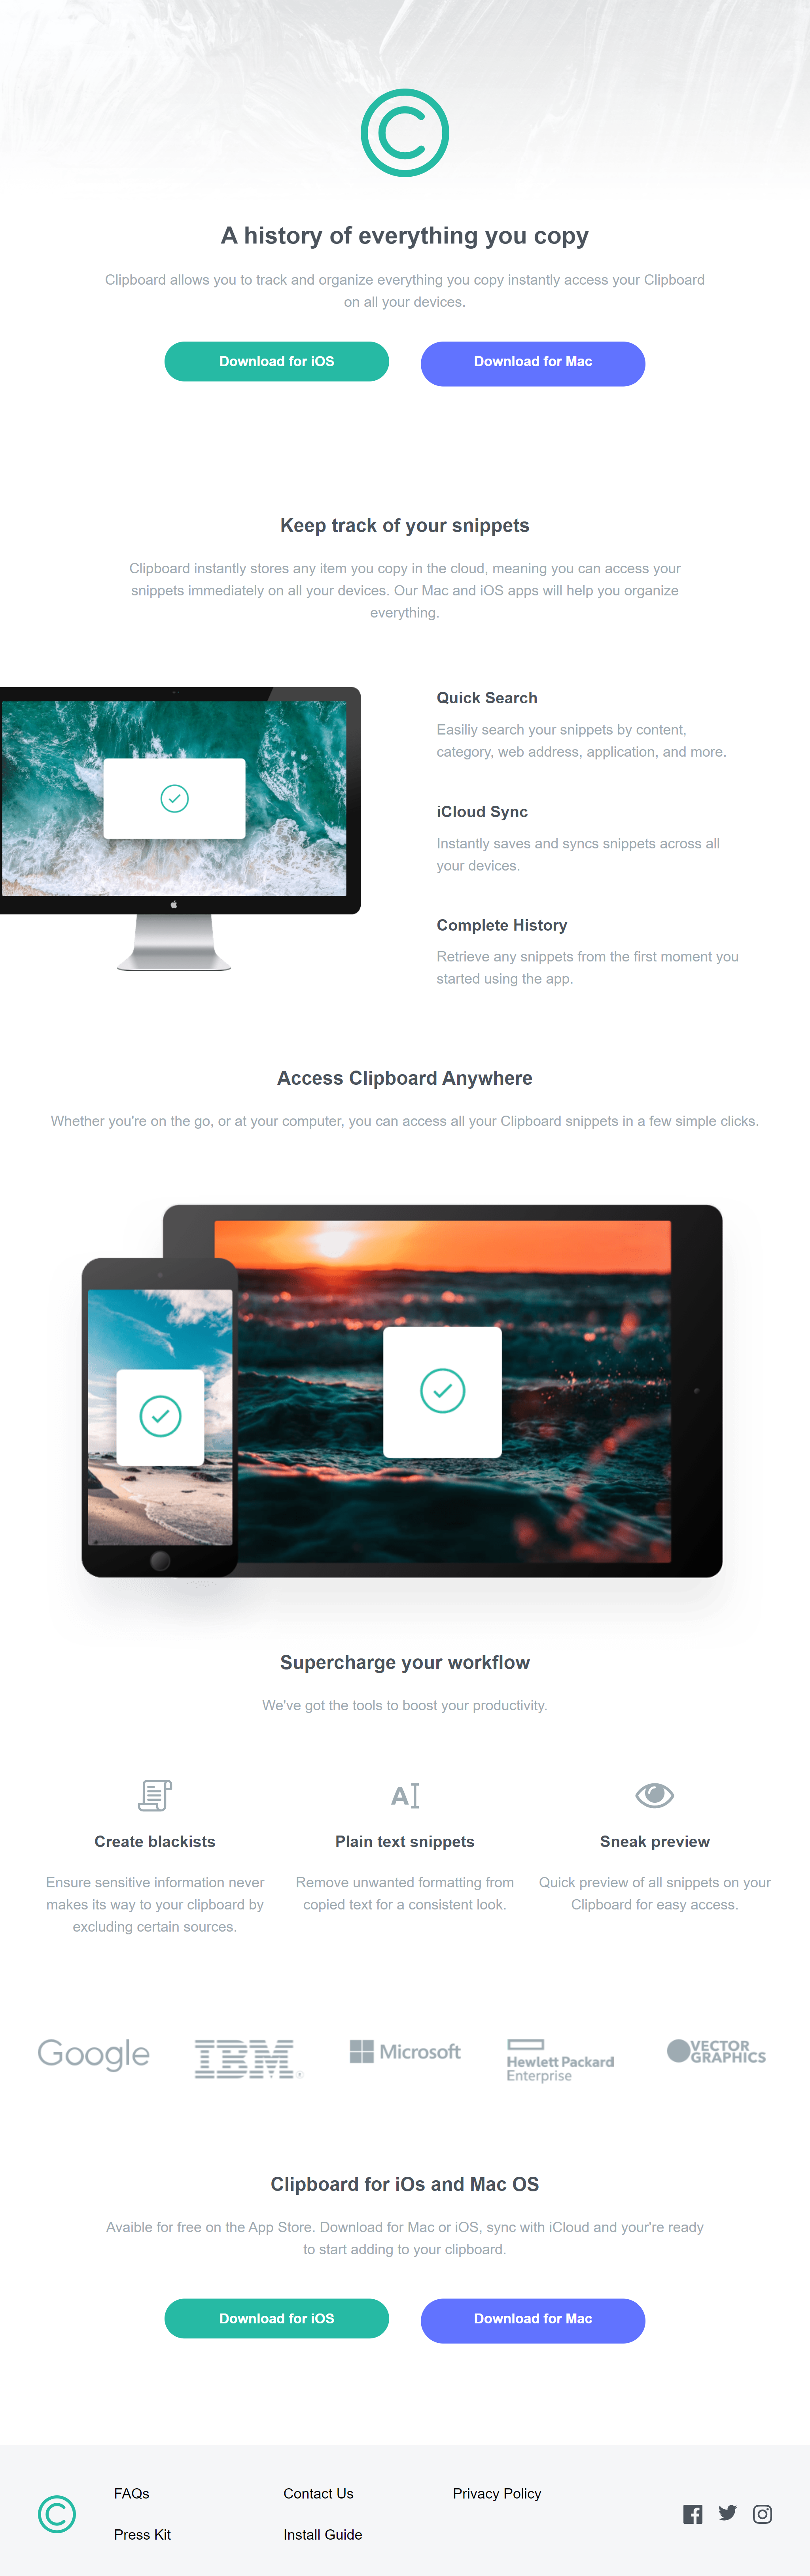 A history of everything you copy
Clipboard allows you to track and organize everything you copy instantly access your Clipboard
on all your devices.
Download for iOS
Download for Mac
Keep track of your snippets
Clipboard instantly stores any item you copy in the cloud, meaning you can access your
snippets immediately on all your devices. Our Mac and iOS apps will help you organize
everything.
Quick Search
Easiliy search your snippets by content,
category, web address, application, and more.
iCloud Sync
Instantly saves and syncs snippets across all
your devices.
Complete History
Retrieve any snippets from the first moment you
started using the app.
Access Clipboard Anywhere
Whether you're on the go, or at your computer, you can access all your Clipboard snippets in a few simple clicks.
Supercharge your workflow
We've got the tools to boost your productivity.
Create blackists
Ensure sensitive information never
makes its way to your clipboard by
excluding certain sources.
Plain text snippets
Remove unwanted formatting from
copied text for a consistent look.
Sneak preview
Quick preview of all snippets on your
Clipboard for easy access.
Google
IBM
Microsoft
Hewlett Packard
Enterprise
VECTOR
GRAPHICS
Clipboard for iOs and Mac OS
Avaible for free on the App Store. Download for Mac or iOS, sync with iCloud and your're ready
to start adding to your clipboard.
Download for iOS
Download for Mac
FAQs
Contact Us
Privacy Policy
Press Kit
Install Guide